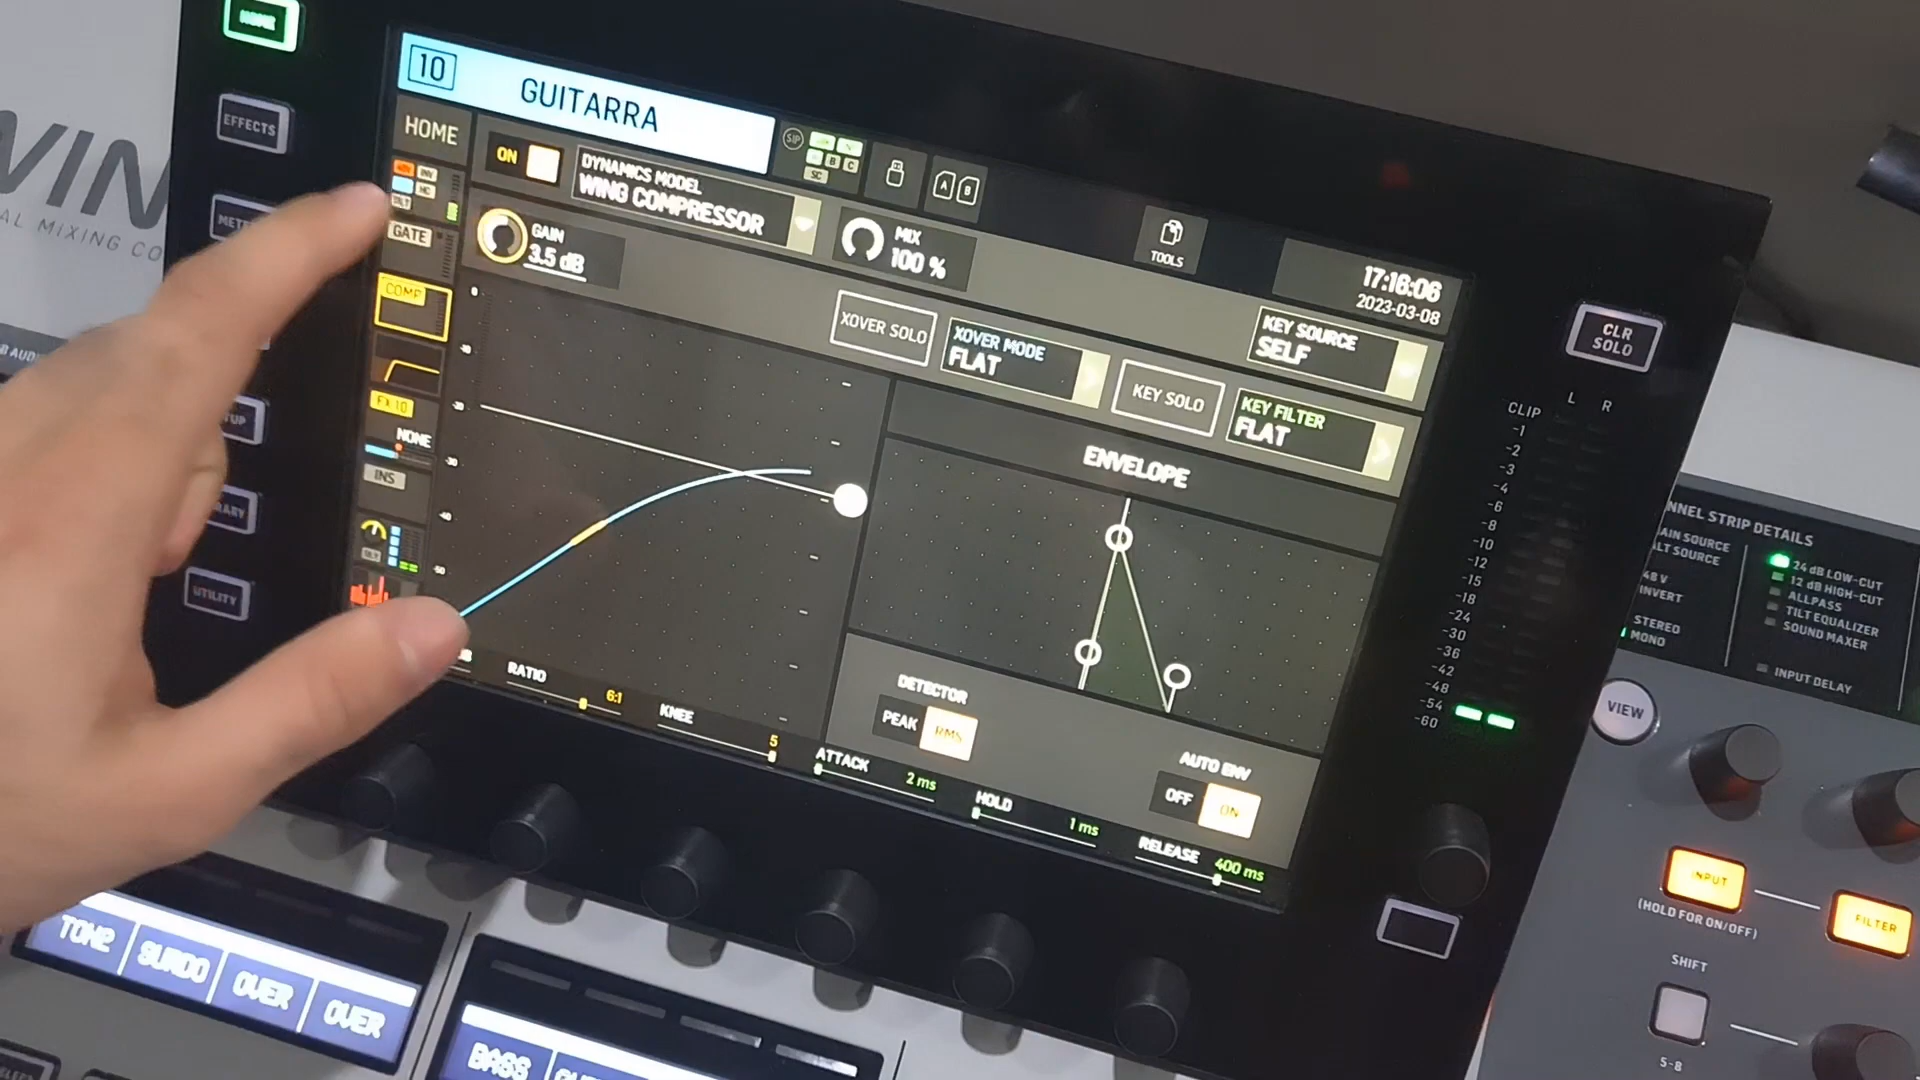 HOME
EFFECTS
UTILITY
10
GUITARRA
HOME
ON
DYNAMICS MODEL
WING COMPRESSOR
SIP
B
C
SC
A B
TOOLS
17:16:06
2023-03-08
INV
GATE
GAIN
3.5 dB
MIX
100 %
COMP
FX 10
NONE
INS
XOVER SOLO
XOVER MODE
FLAT
KEY SOLO
KEY SOURCE
SELF
KEY FILTER
FLAT
0
-50
ENVELOPE
DETECTOR
PEAK RMS
AUTO ENV
OFF ON
RATIO
6:1
KNEE
5
ATTACK
2 ms
HOLD
1 ms
RELEASE
400 ms
CLR
SOLO
L R
CLIP
-1
-2
-3
-4
-6
-8
-10
-12
-15
-18
-24
-30
-36
-42
-48
-54
-60
NNEL STRIP DETAILS
AIN SOURCE
LT SOURCE
48 V
INVERT
STEREO
MONO
24 dB LOW-CUT
12 dB HIGH-CUT
ALLPASS
TILT EQUALIZER
SOUND MAXER
INPUT DELAY
VIEW
INPUT
(HOLD FOR ON/OFF)
FILTER
SHIFT
5-8
WIN
AL MIXING CO
TOM2
SURDO
OVER
OVER
BASS